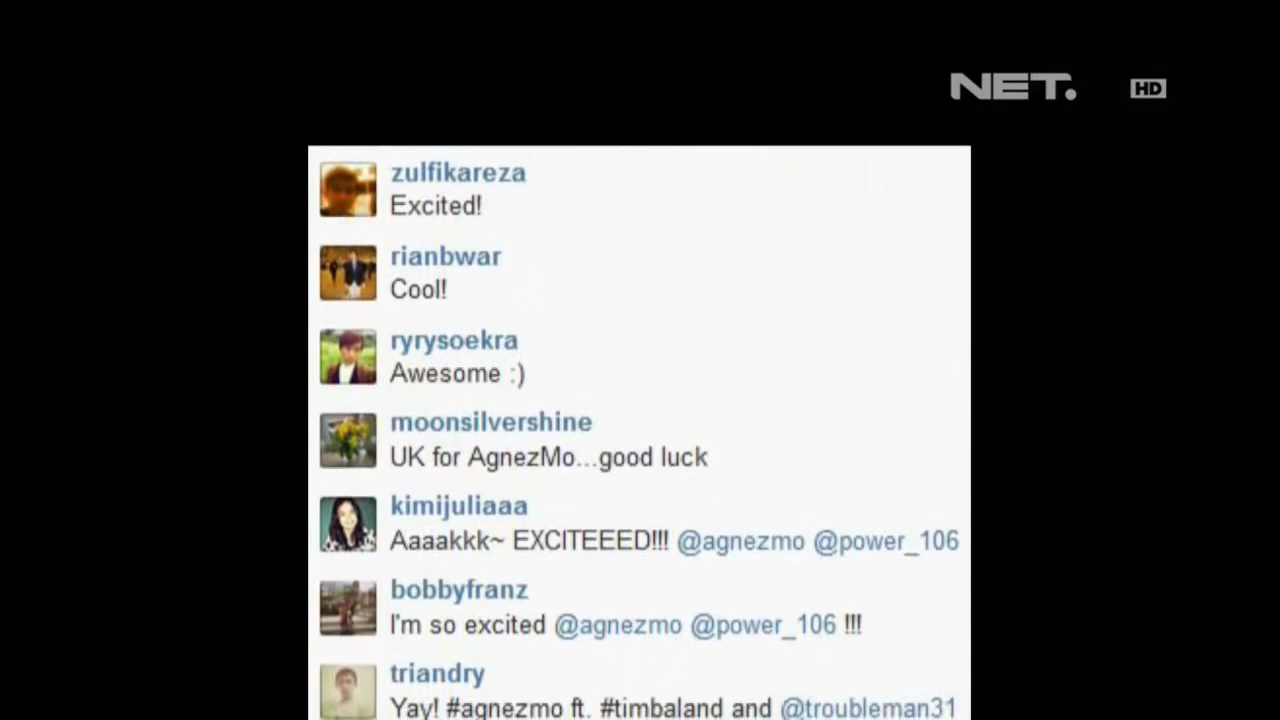 NET. HD
zulfikareza
Excited!
rianbwar
Cool!
ryrysoekra
Awesome :)
moonsilvershine
UK for AgnezMo...good luck
kimijuliaaa
Aaaakkk~ EXCITEEED!!! @agnezmo @power_106
bobbyfranz
I'm so excited @agnezmo @power_106 !!!
triandry
Yay! #agnezmo ft. #timbaland and @troubleman31